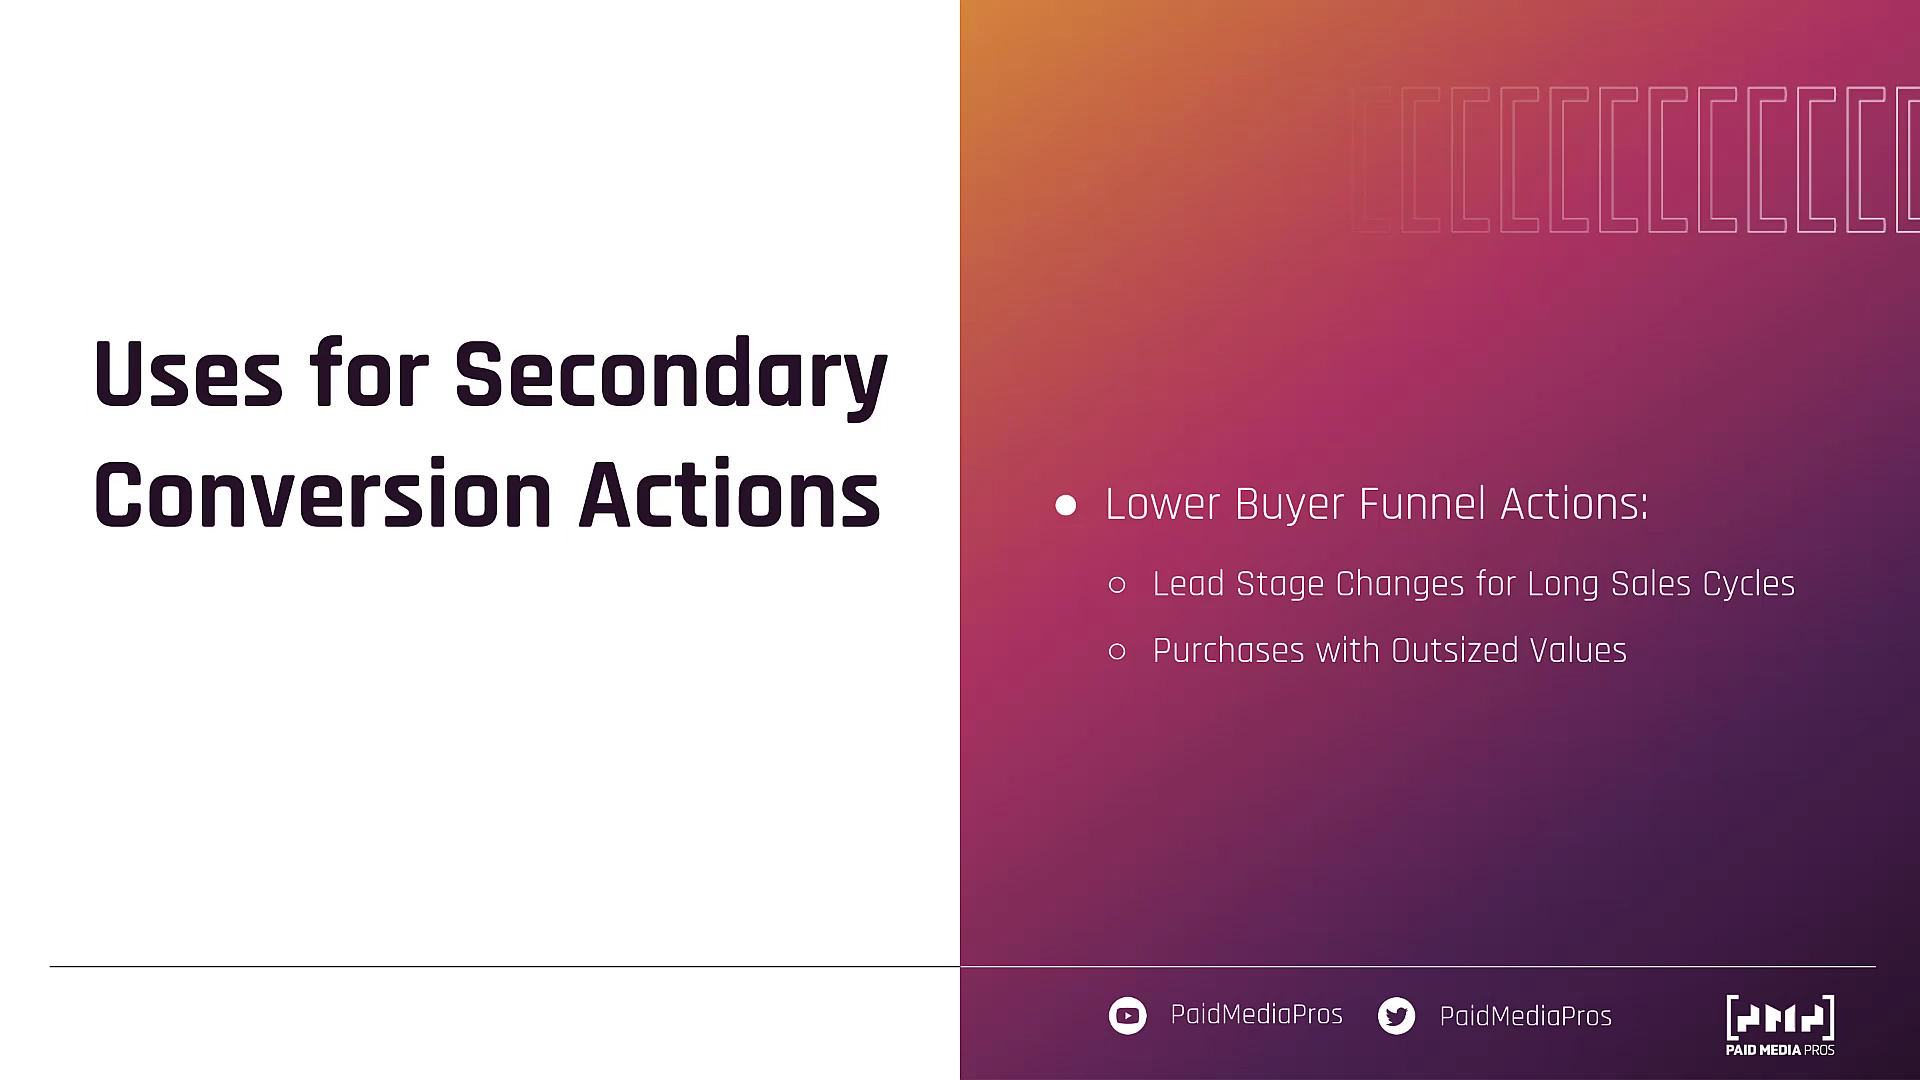 Uses for Secondary
Conversion Actions
● Lower Buyer Funnel Actions:
○ Lead Stage Changes for Long Sales Cycles
○ Purchases with Outsized Values
PaidMediaPros
PaidMediaPros
PAID MEDIA PROS